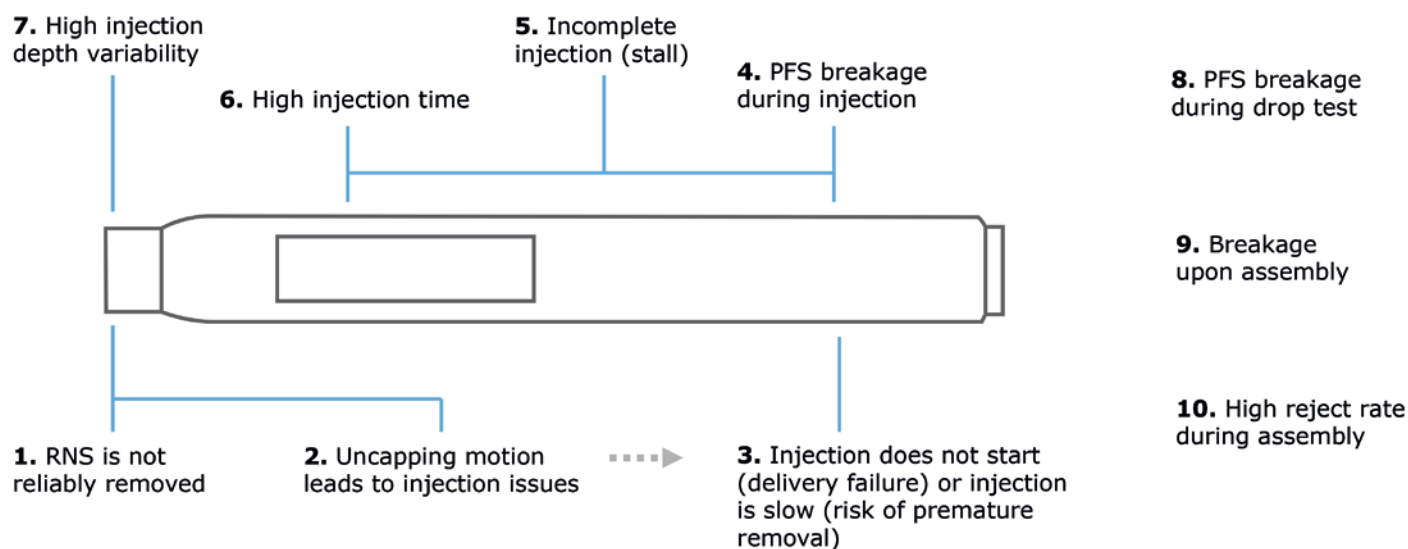 7. High injection
depth variability
5. Incomplete
injection (stall)
4. PFS breakage
during injection
8. PFS breakage
during drop test
6. High injection time
9. Breakage
upon assembly
10. High reject rate
during assembly
1. RNS is not
reliably removed
2. Uncapping motion
leads to injection issues
3. Injection does not start
(delivery failure) or injection
is slow (risk of premature
removal)